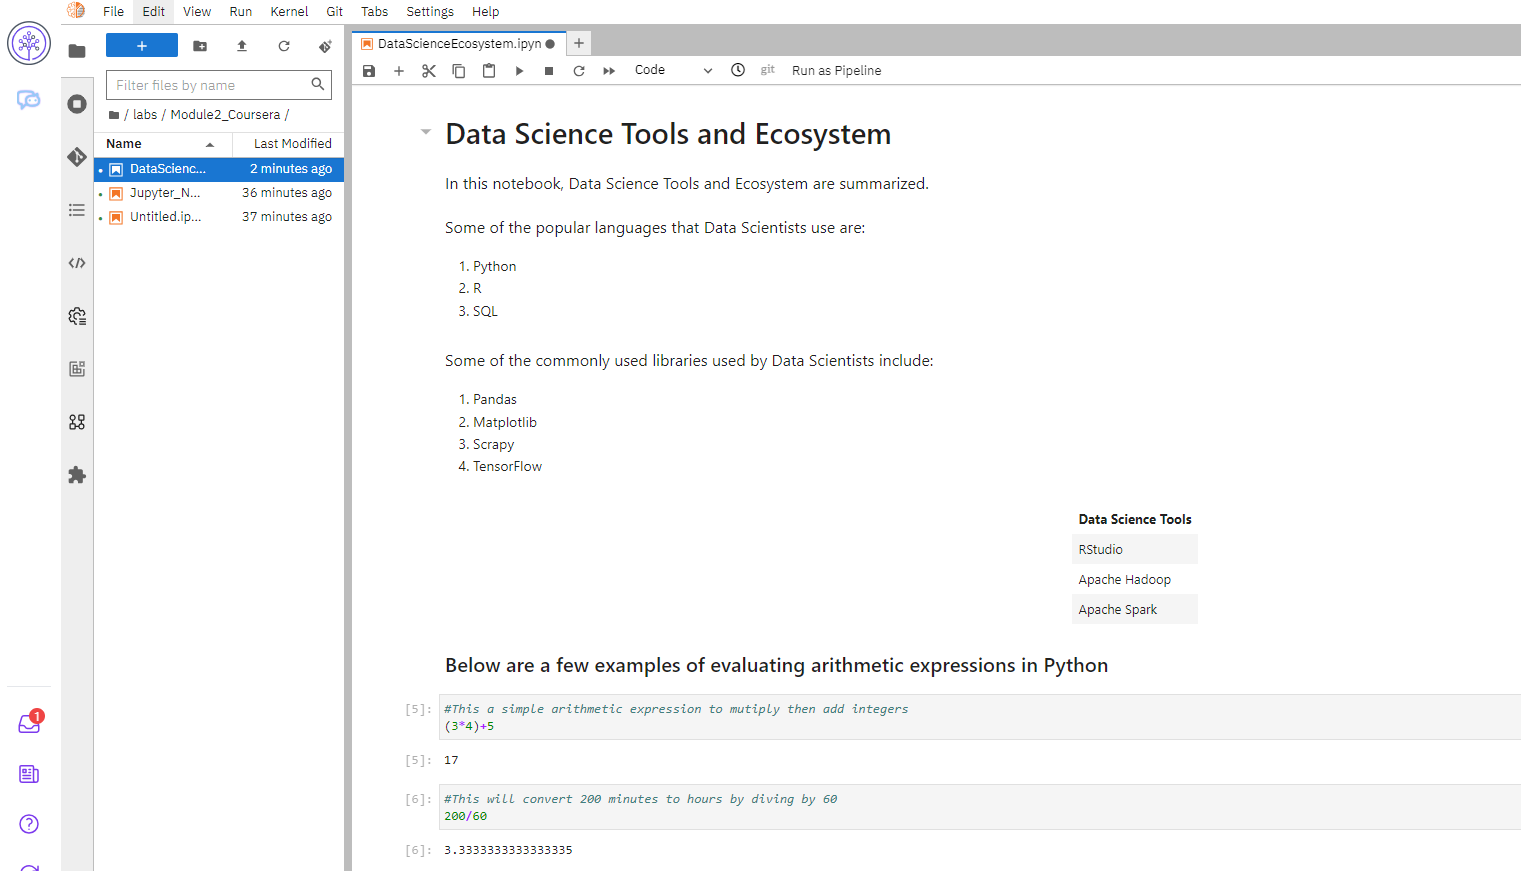 File Edit View Run Kernel Git Tabs Settings Help
DataScienceEcosystem.ipyn
Code
git
Run as Pipeline
Filter files by name
/ labs / Module2_Coursera /
Name Last Modified
DataScienc... 2 minutes ago
Jupyter_N... 36 minutes ago
Untitled.ip... 37 minutes ago
Data Science Tools and Ecosystem
In this notebook, Data Science Tools and Ecosystem are summarized.
Some of the popular languages that Data Scientists use are:
1. Python
2. R
3. SQL
Some of the commonly used libraries used by Data Scientists include:
1. Pandas
2. Matplotlib
3. Scrapy
4. TensorFlow
Data Science Tools
RStudio
Apache Hadoop
Apache Spark
Below are a few examples of evaluating arithmetic expressions in Python
[5]: #This a simple arithmetic expression to mutiply then add integers
(3*4)+5
[5]: 17
[6]: #This will convert 200 minutes to hours by diving by 60
200/60
[6]: 3.3333333333333335
1